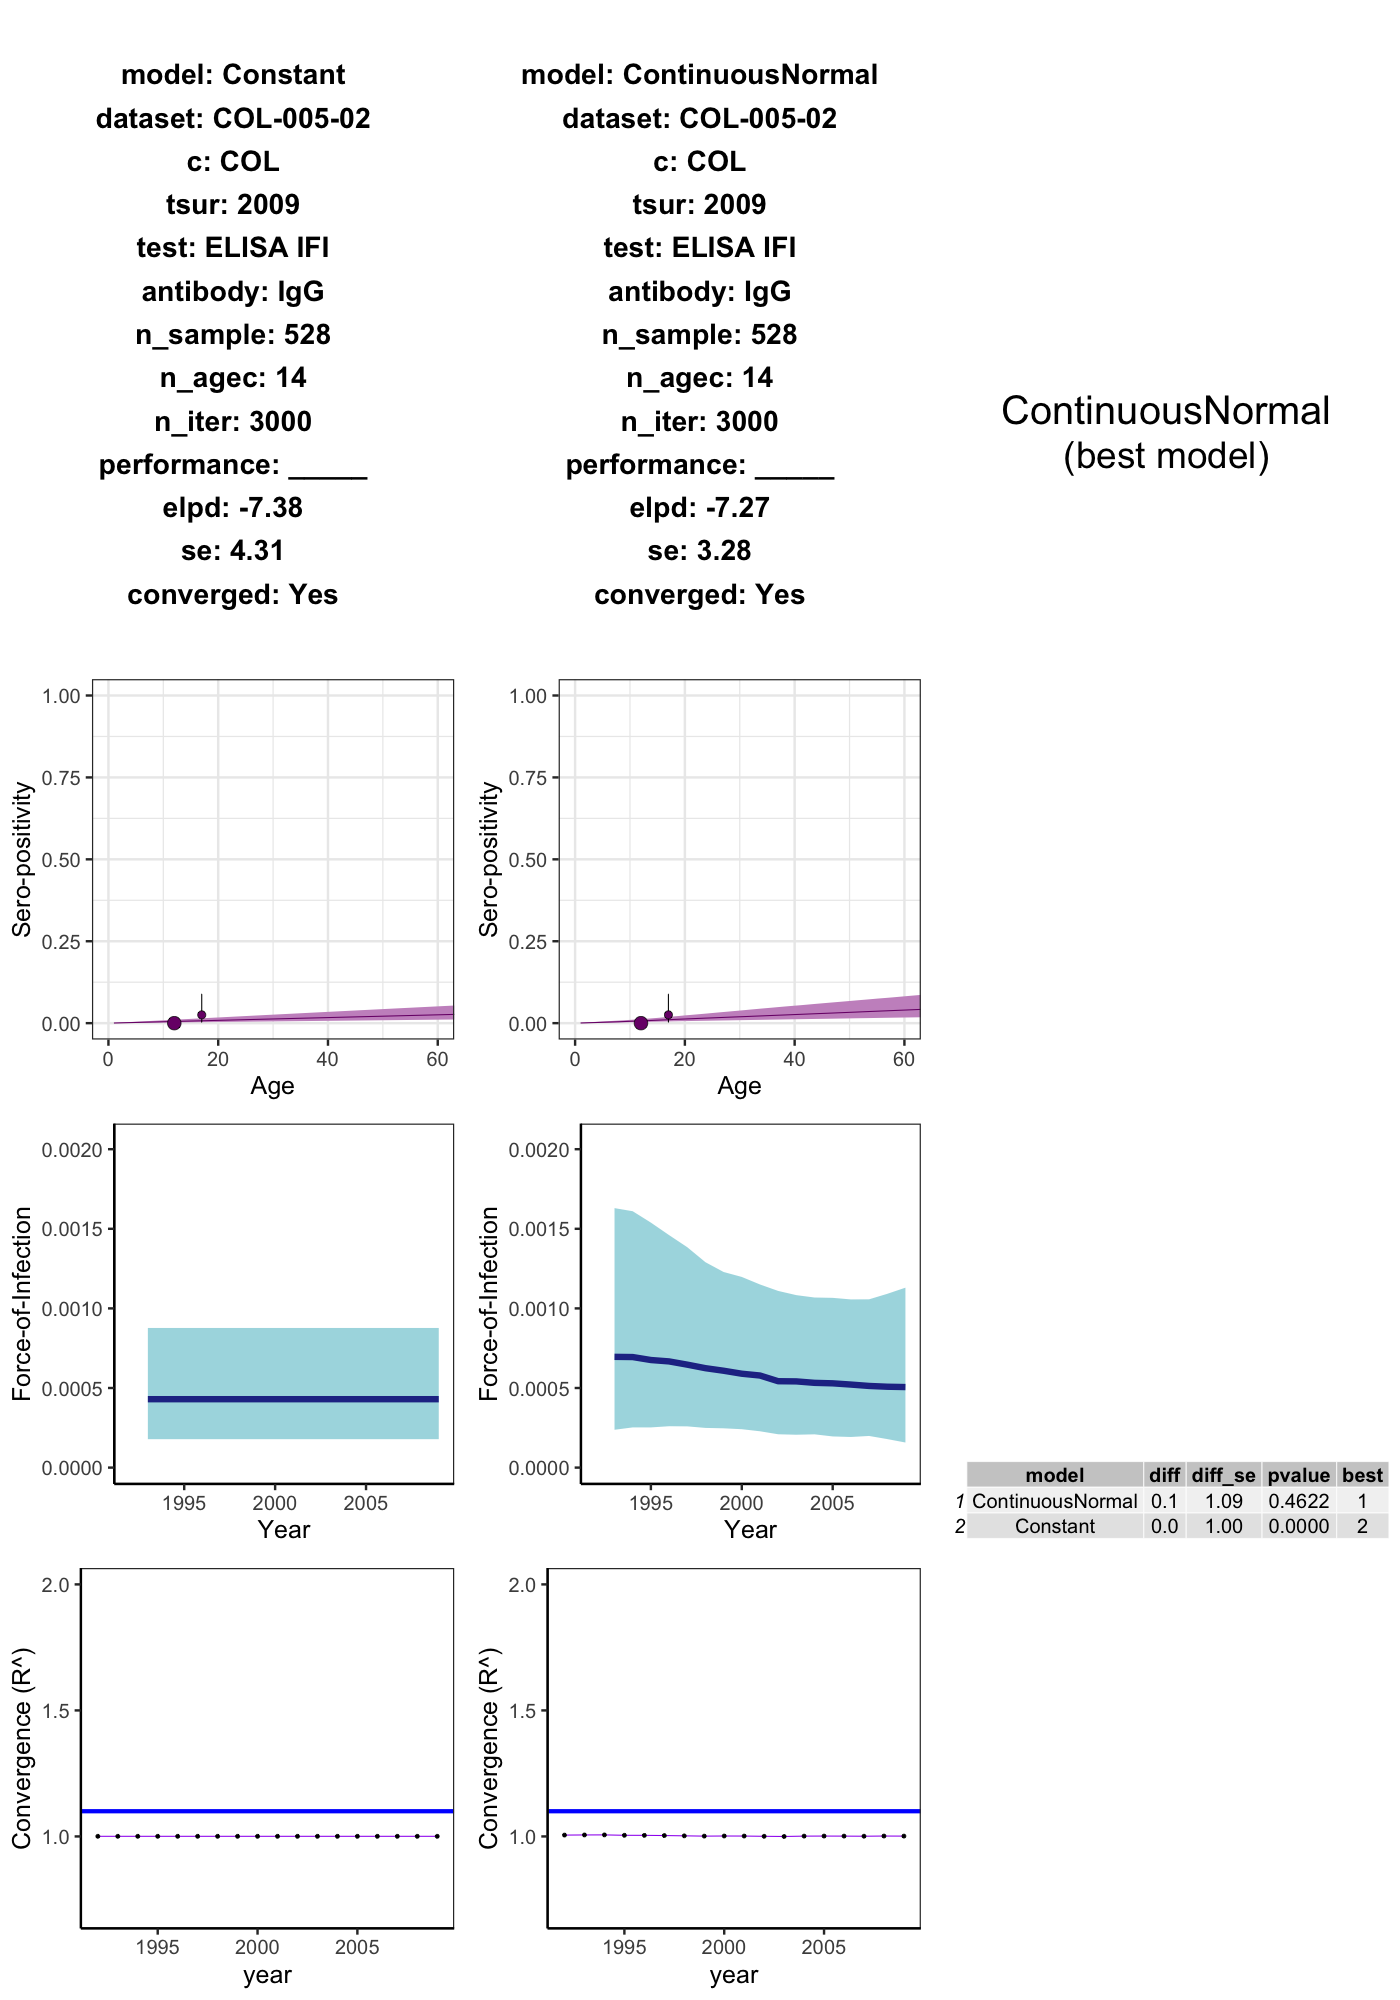 model: Constant
dataset: COL-005-02
c: COL
tsur: 2009
test: ELISA IFI
antibody: IgG
n_sample: 528
n_agec: 14
n_iter: 3000
performance: _____
elpd: -7.38
se: 4.31
converged: Yes
model: ContinuousNormal
dataset: COL-005-02
c: COL
tsur: 2009
test: ELISA IFI
antibody: IgG
n_sample: 528
n_agec: 14
n_iter: 3000
performance: _____
elpd: -7.27
se: 3.28
converged: Yes
ContinuousNormal
(best model)
Sero-positivity
1.00
0.75
0.50
0.25
0.00
0 20 40 60
Age
Sero-positivity
1.00
0.75
0.50
0.25
0.00
0 20 40 60
Age
Force-of-Infection
0.0020
0.0015
0.0010
0.0005
0.0000
1995 2000 2005
Year
Force-of-Infection
0.0020
0.0015
0.0010
0.0005
0.0000
1995 2000 2005
Year
model diff diff_se pvalue best
1 ContinuousNormal 0.1 1.09 0.4622 1
2 Constant 0.0 1.00 0.0000 2
Convergence (R^)
2.0
1.5
1.0
1995 2000 2005
year
Convergence (R^)
2.0
1.5
1.0
1995 2000 2005
year